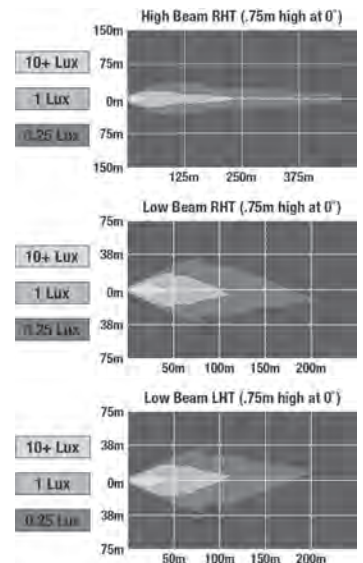 High Beam RHT (.75m high at 0°)
150m
75m
0m
75m
150m
10+ Lux
1 Lux
0.25 Lux
125m 250m 375m
Low Beam RHT (.75m high at 0°)
75m
38m
0m
38m
75m
10+ Lux
1 Lux
0.25 Lux
50m 100m 150m 200m
Low Beam LHT (.75m high at 0°)
75m
38m
0m
38m
75m
10+ Lux
1 Lux
0.25 Lux
50m 100m 150m 200m